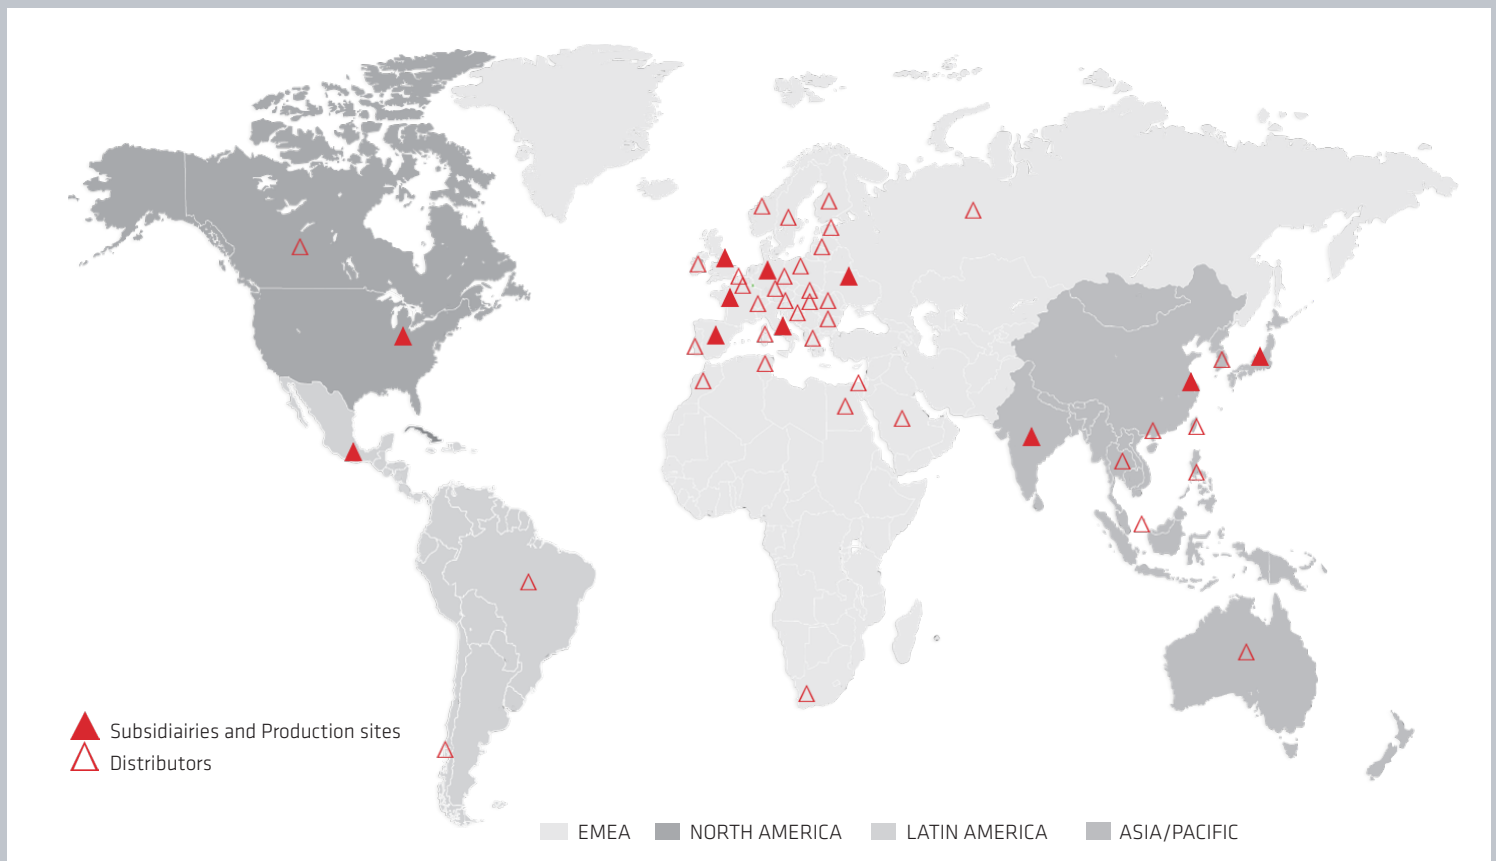 Subsidiairies and Production sites
Distributors
EMEA NORTH AMERICA LATIN AMERICA ASIA/PACIFIC